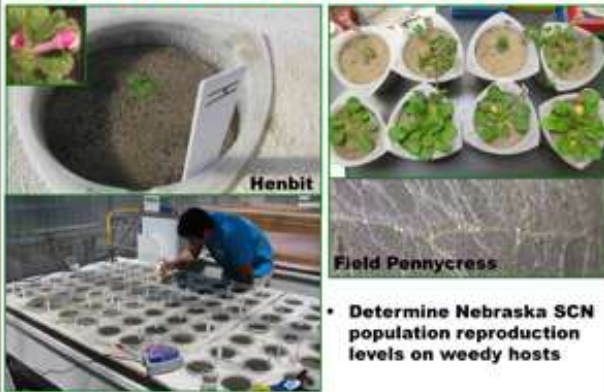 Henbit
Field Pennycress
• Determine Nebraska SCN
population reproduction
levels on weedy hosts